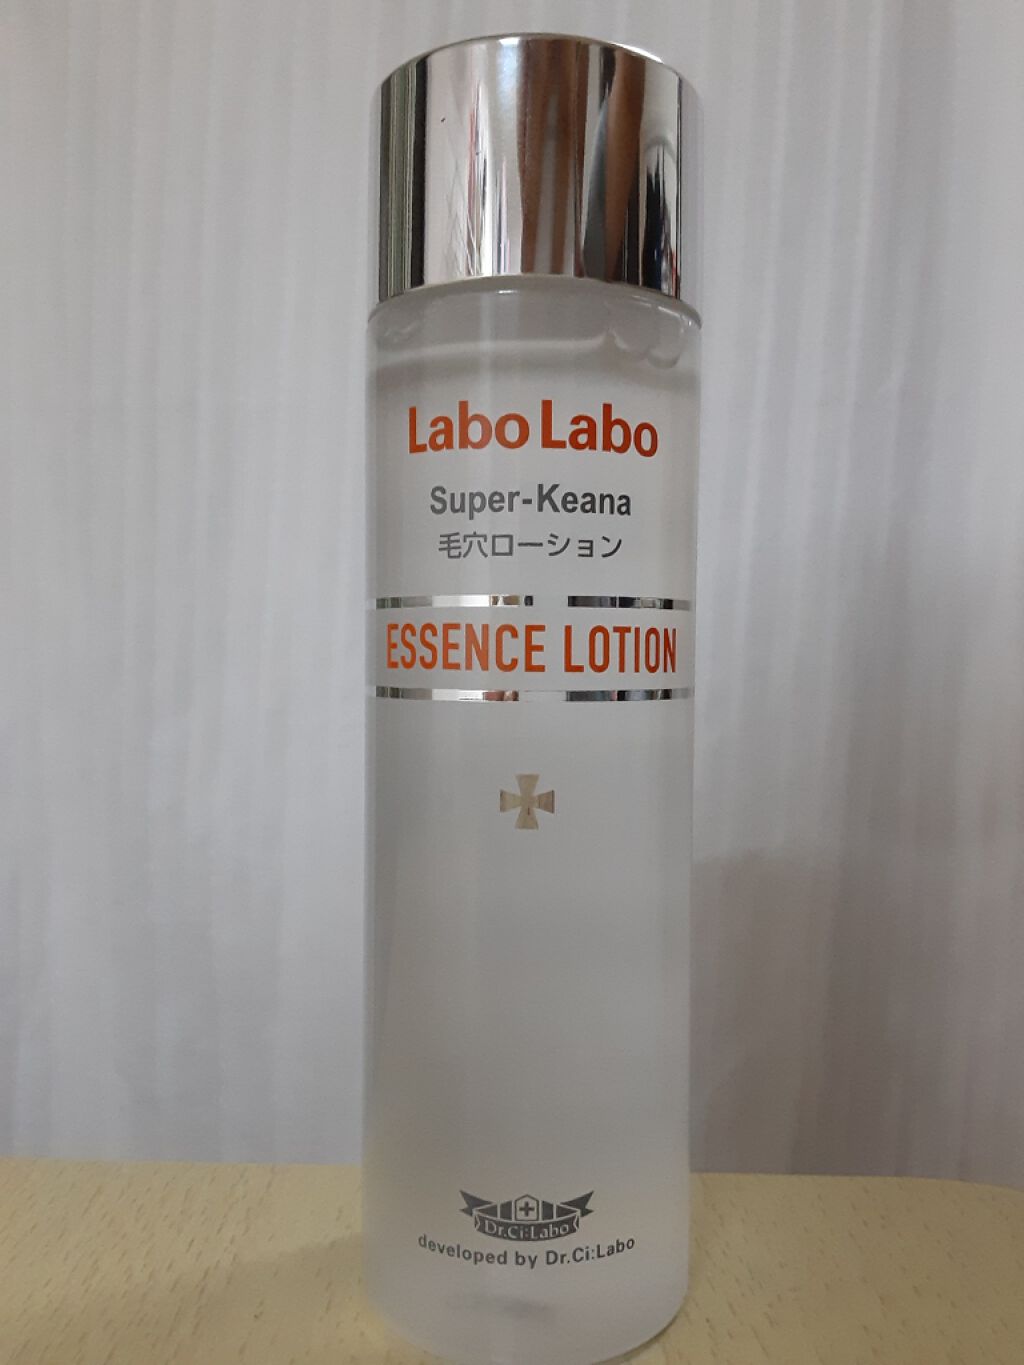 Labo Labo
Super-Keana
毛穴ローション
ESSENCE LOTION
Dr.Ci:Labo
developed by Dr.Ci:Labo